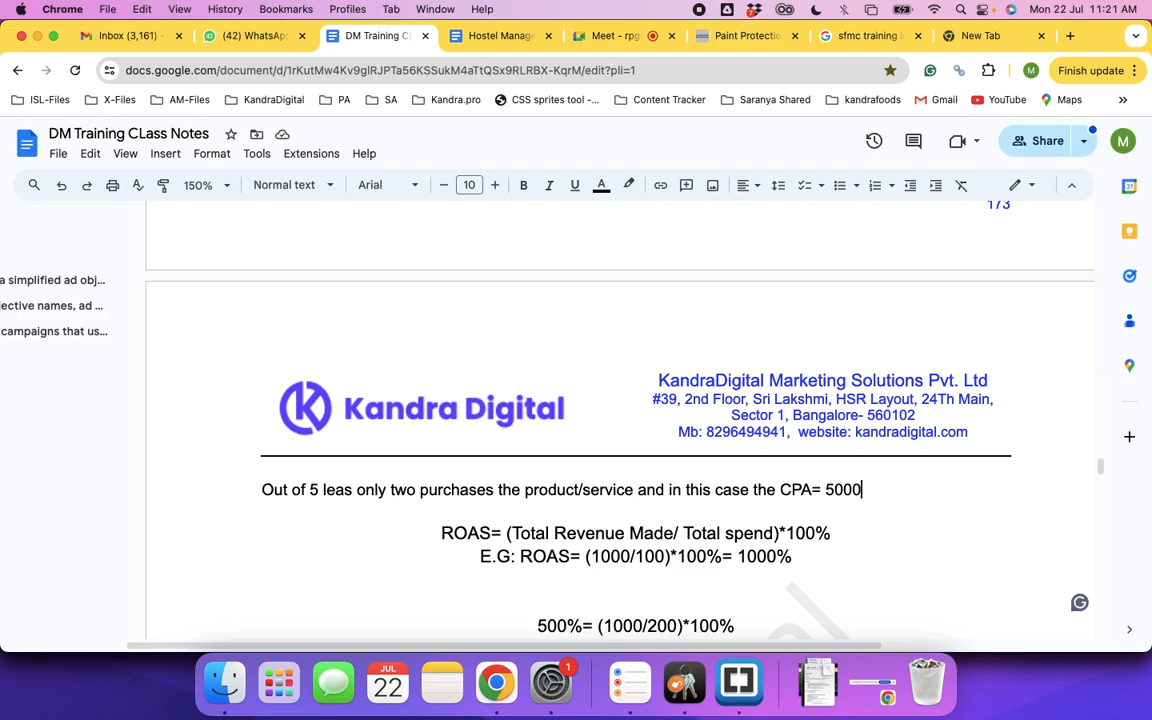 Chrome File Edit View History Bookmarks Profiles Tab Window Help Mon 22 Jul 11:21 AM
Inbox (3,161) - (42) WhatsApp DM Training C Hostel Manage Meet - rpg Paint Protectio sfmc training i New Tab
docs.google.com/document/d/1rKutMw4Kv9glRJPTa56KSSukM4aTtQSx9RLRBX-KqrM/edit?pli=1 M Finish update
ISL-Files X-Files AM-Files KandraDigital PA SA Kandra.pro CSS sprites tool -... Content Tracker Saranya Shared kandrafoods Gmail YouTube Maps »
DM Training CLass Notes
File Edit View Insert Format Tools Extensions Help Share M
150% Normal text Arial 10 B I U A
173
a simplified ad obj...
jective names, ad ...
campaigns that us...
Kandra Digital
KandraDigital Marketing Solutions Pvt. Ltd
#39, 2nd Floor, Sri Lakshmi, HSR Layout, 24Th Main,
Sector 1, Bangalore- 560102
Mb: 8296494941, website: kandradigital.com
Out of 5 leas only two purchases the product/service and in this case the CPA= 5000
ROAS= (Total Revenue Made/ Total spend)*100%
E.G: ROAS= (1000/100)*100%= 1000%
500%= (1000/200)*100%
JUL
22
1